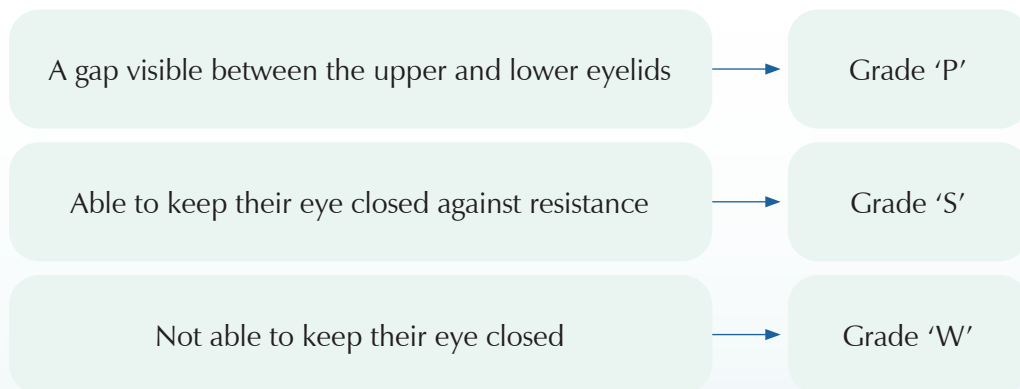 A gap visible between the upper and lower eyelids Grade ‘P’
Able to keep their eye closed against resistance Grade ‘S’
Not able to keep their eye closed Grade ‘W’